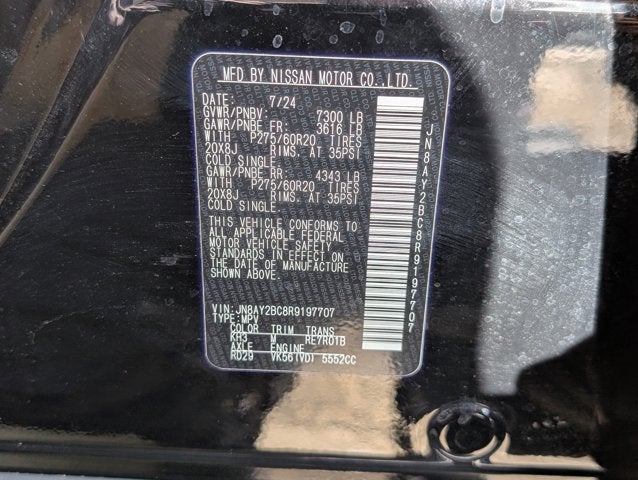 MFD BY NISSAN MOTOR CO., LTD.
DATE: 7/24
GVWR/PNBV: 7300 LB
GAWR/PNBE FR: 3616 LB
WITH P275/60R20 TIRES
20X8J RIMS. AT 35PSI
COLD SINGLE
GAWR/PNBE RR: 4343 LB
WITH P275/60R20 TIRES
20X8J RIMS. AT 35PSI
COLD SINGLE
THIS VEHICLE CONFORMS TO
ALL APPLICABLE FEDERAL
MOTOR VEHICLE SAFETY
STANDARDS IN EFFECT ON
THE DATE OF MANUFACTURE
SHOWN ABOVE.
VIN: JN8AY2BC8R9197707
TYPE: MPV
COLOR TRIM TRANS
KH3 M RE7R01B
AXLE ENGINE
RD29 VK56(VD) 5552CC
JN8AY2BC8R9197707